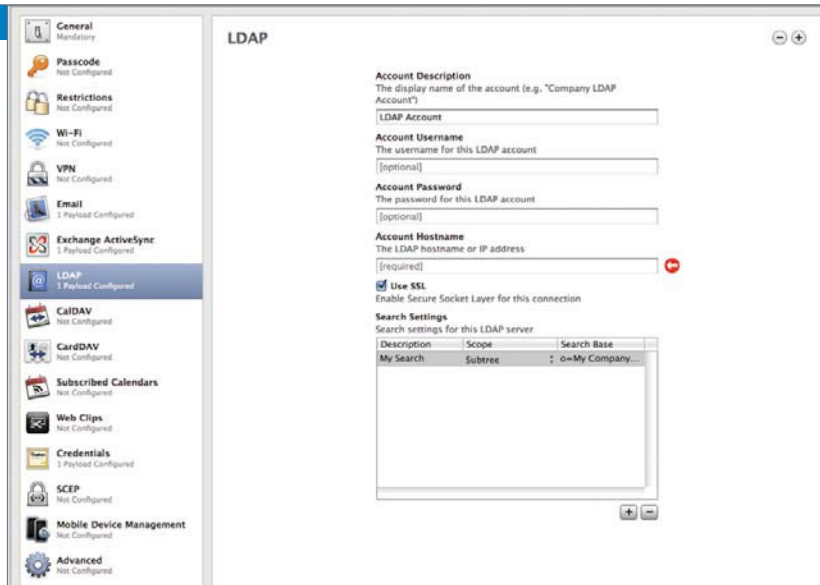 General
Mandatory
Passcode
Not Configured
Restrictions
Not Configured
Wi-Fi
Not Configured
VPN
Not Configured
Email
1 Payload Configured
Exchange ActiveSync
1 Payload Configured
LDAP
1 Payload Configured
CalDAV
Not Configured
CardDAV
Not Configured
Subscribed Calendars
Not Configured
Web Clips
Not Configured
Credentials
1 Payload Configured
SCEP
Not Configured
Mobile Device Management
Not Configured
Advanced
Not Configured
LDAP
Account Description
The display name of the account (e.g. "Company LDAP
Account")
LDAP Account
Account Username
The username for this LDAP account
[optional]
Account Password
The password for this LDAP account
[optional]
Account Hostname
The LDAP hostname or IP address
[required]
Use SSL
Enable Secure Socket Layer for this connection
Search Settings
Search settings for this LDAP server
Description Scope Search Base
My Search Subtree o=My Company...